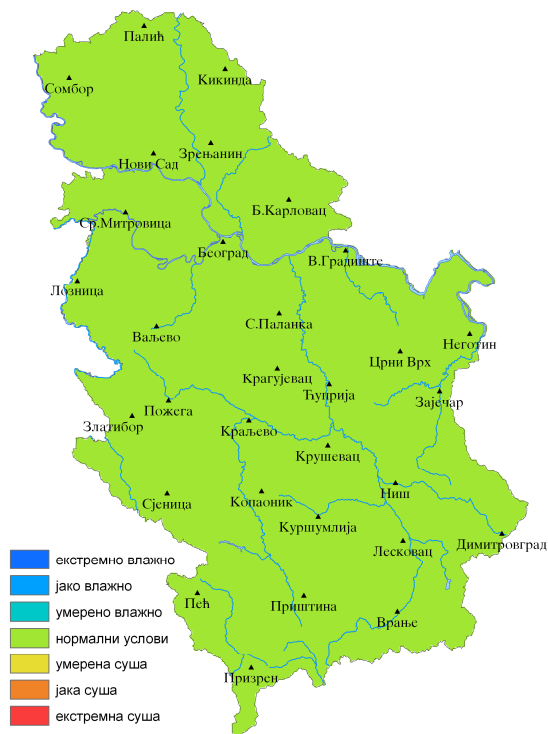 Палић
Сомбор
Кикинда
Нови Сад
Зрењанин
Б.Карловац
Ср.Митровица
Београд
В.Градиште
Лозница
Ваљево
С.Паланка
Неготин
Црни Врх
Крагујевац
Ћуприја
Зајечар
Пожега
Златибор
Краљево
Крушевац
Ниш
Копаоник
Сјеница
Куршумлија
Димитровград
Лесковац
Пећ
Приштина
Врање
Призрен
екстремно влажно
јако влажно
умерено влажно
нормални услови
умерена суша
јака суша
екстремна суша